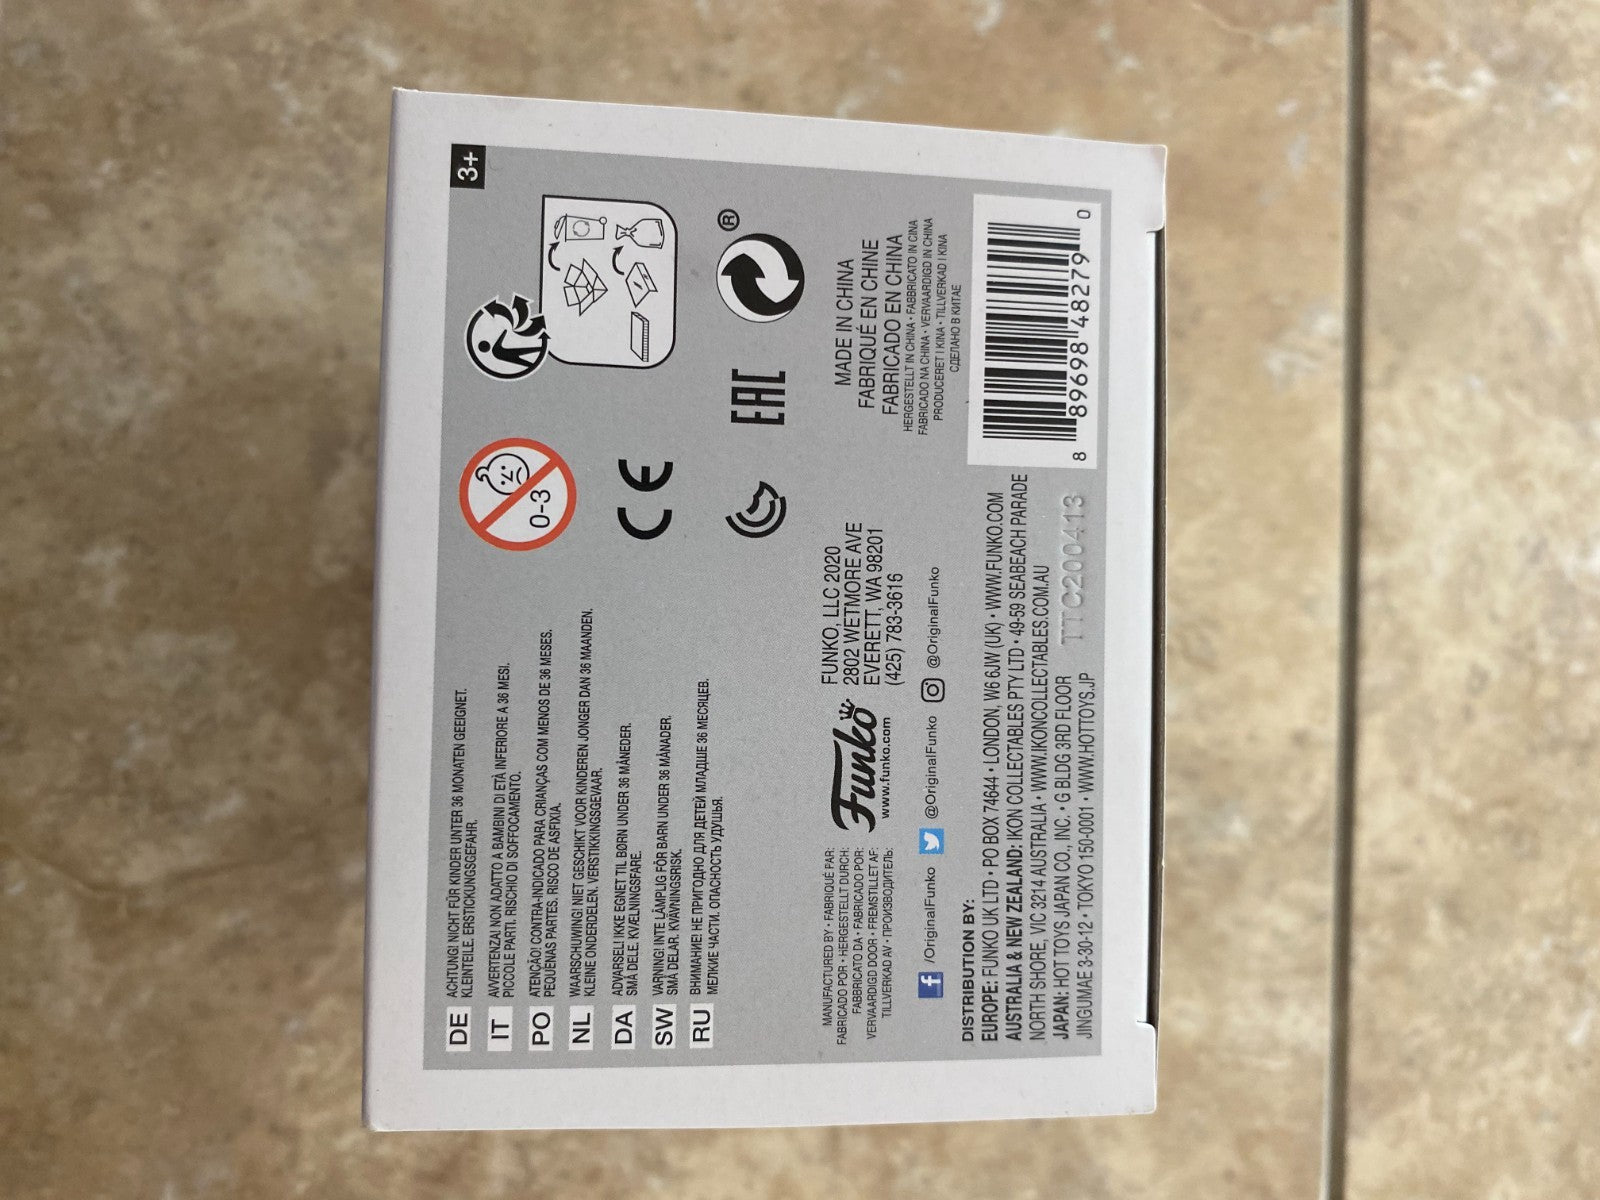 3+
DE ACHTUNG! NICHT FÜR KINDER UNTER 36 MONATEN GEEIGNET.
KLEINTEILE. ERSTICKUNGSGEFAHR.
IT AVVERTENZA! NON ADATTO A BAMBINI DI ETÀ INFERIORE A 36 MESI.
PICCOLE PARTI. RISCHIO DI SOFFOCAMENTO.
PO ATENÇÃO! CONTRA-INDICADO PARA CRIANÇAS COM MENOS DE 36 MESES.
PEQUENAS PARTES. RISCO DE ASFIXIA.
NL WAARSCHUWING! NIET GESCHIKT VOOR KINDEREN JONGER DAN 36 MAANDEN.
KLEINE ONDERDELEN. VERSTIKKINGSGEVAAR.
DA ADVARSEL! IKKE EGNET TIL BØRN UNDER 36 MÅNEDER.
SMÅ DELE. KVÆLNINGSFARE.
SW VARNING! INTE LÄMPLIG FÖR BARN UNDER 36 MÅNADER.
SMÅ DELAR. KVÄVNINGSRISK.
RU ВНИМАНИЕ! НЕ ПРИГОДНО ДЛЯ ДЕТЕЙ МЛАДШЕ 36 МЕСЯЦЕВ.
МЕЛКИЕ ЧАСТИ. ОПАСНОСТЬ УДУШЬЯ.
0-3
CE
EAC
®
MANUFACTURED BY • FABRIQUÉ PAR:
FABRICADO POR • HERGESTELLT DURCH:
FABBRICATO DA • FABRICADO POR:
VERVAARDIGD DOOR • FREMSTILLET AF:
TILLVERKAD AV • ПРОИЗВОДИТЕЛЬ:
Funko
www.funko.com
FUNKO, LLC 2020
2802 WETMORE AVE
EVERETT, WA 98201
(425) 783-3616
MADE IN CHINA
FABRIQUÉ EN CHINE
FABRICADO EN CHINA
HERGESTELLT IN CHINA • FABBRICATO IN CINA
FABRICADO NA CHINA • VERVAARDIGD IN CHINA
PRODUCERET I KINA • TILLVERKAD I KINA
СДЕЛАНО В КИТАЕ
f /OriginalFunko @OriginalFunko @OriginalFunko
DISTRIBUTION BY:
EUROPE: FUNKO UK LTD • PO BOX 74644 • LONDON, W6 6JW (UK) • WWW.FUNKO.COM
AUSTRALIA & NEW ZEALAND: IKON COLLECTABLES PTY LTD • 49-59 SEABEACH PARADE
NORTH SHORE, VIC 3214 AUSTRALIA • WWW.IKONCOLLECTABLES.COM.AU
JAPAN: HOT TOYS JAPAN CO., INC. • G BLDG 3RD FLOOR
JINGUMAE 3-30-12 • TOKYO 150-0001 • WWW.HOTTOYS.JP
TTC200413
8 89698 48279 0